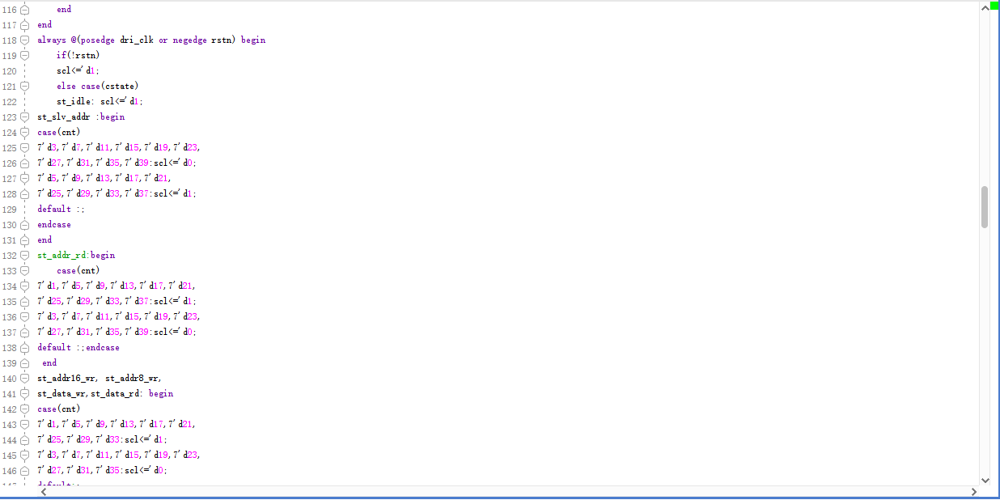 116 end
117 end
118 always @(posedge dri_clk or negedge rstn) begin
119 if(!rstn)
120 scl<='d1;
121 else case(cstate)
122 st_idle: scl<='d1;
123 st_slv_addr :begin
124 case(cnt)
125 7'd3,7'd7,7'd11,7'd15,7'd19,7'd23,
126 7'd27,7'd31,7'd35,7'd39:scl<='d0;
127 7'd5,7'd9,7'd13,7'd17,7'd21,
128 7'd25,7'd29,7'd33,7'd37:scl<='d1;
129 default :;
130 endcase
131 end
132 st_addr_rd:begin
133 case(cnt)
134 7'd1,7'd5,7'd9,7'd13,7'd17,7'd21,
135 7'd25,7'd29,7'd33,7'd37:scl<='d1;
136 7'd3,7'd7,7'd11,7'd15,7'd19,7'd23,
137 7'd27,7'd31,7'd35,7'd39:scl<='d0;
138 default :;endcase
139 end
140 st_addr16_wr, st_addr8_wr,
141 st_data_wr,st_data_rd: begin
142 case(cnt)
143 7'd1,7'd5,7'd9,7'd13,7'd17,7'd21,
144 7'd25,7'd29,7'd33:scl<='d1;
145 7'd3,7'd7,7'd11,7'd15,7'd19,7'd23,
146 7'd27,7'd31,7'd35:scl<='d0;